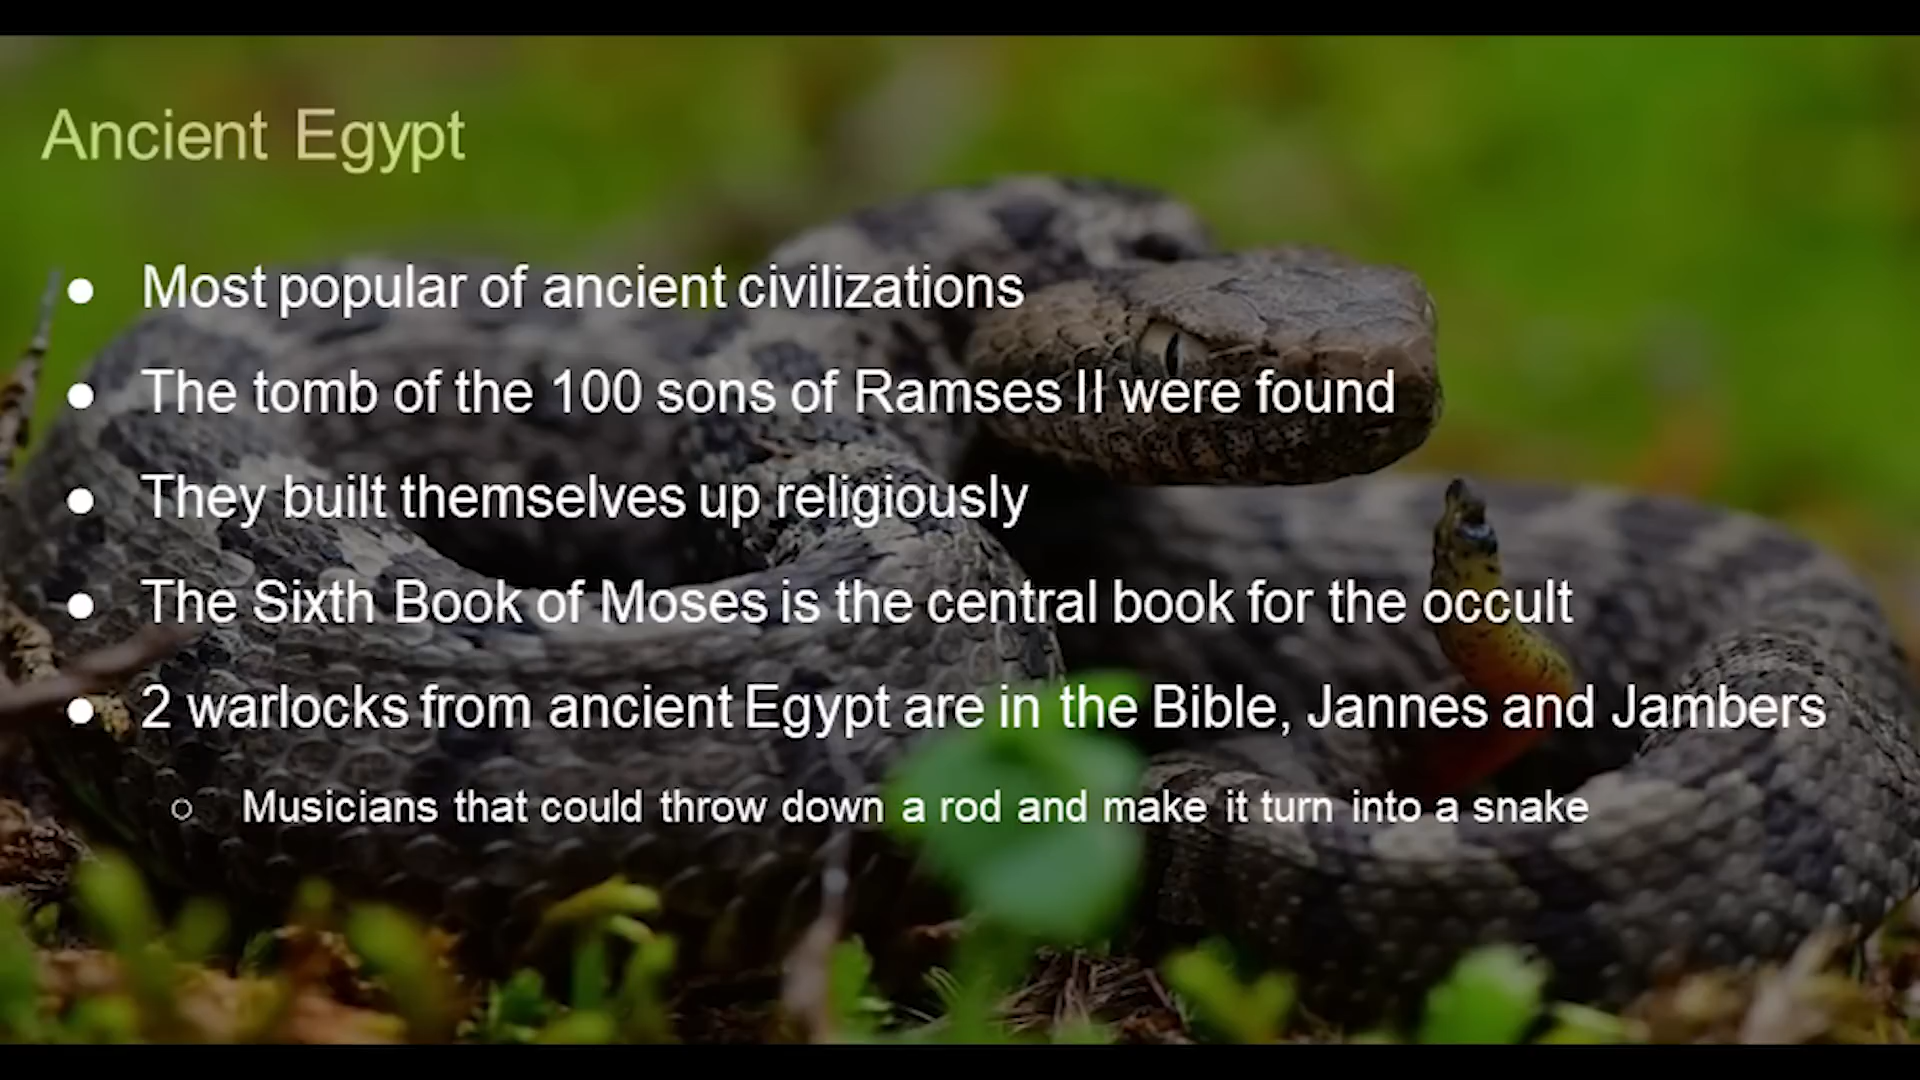 Ancient Egypt
● Most popular of ancient civilizations
● The tomb of the 100 sons of Ramses II were found
● They built themselves up religiously
● The Sixth Book of Moses is the central book for the occult
● 2 warlocks from ancient Egypt are in the Bible, Jannes and Jambers
○ Musicians that could throw down a rod and make it turn into a snake